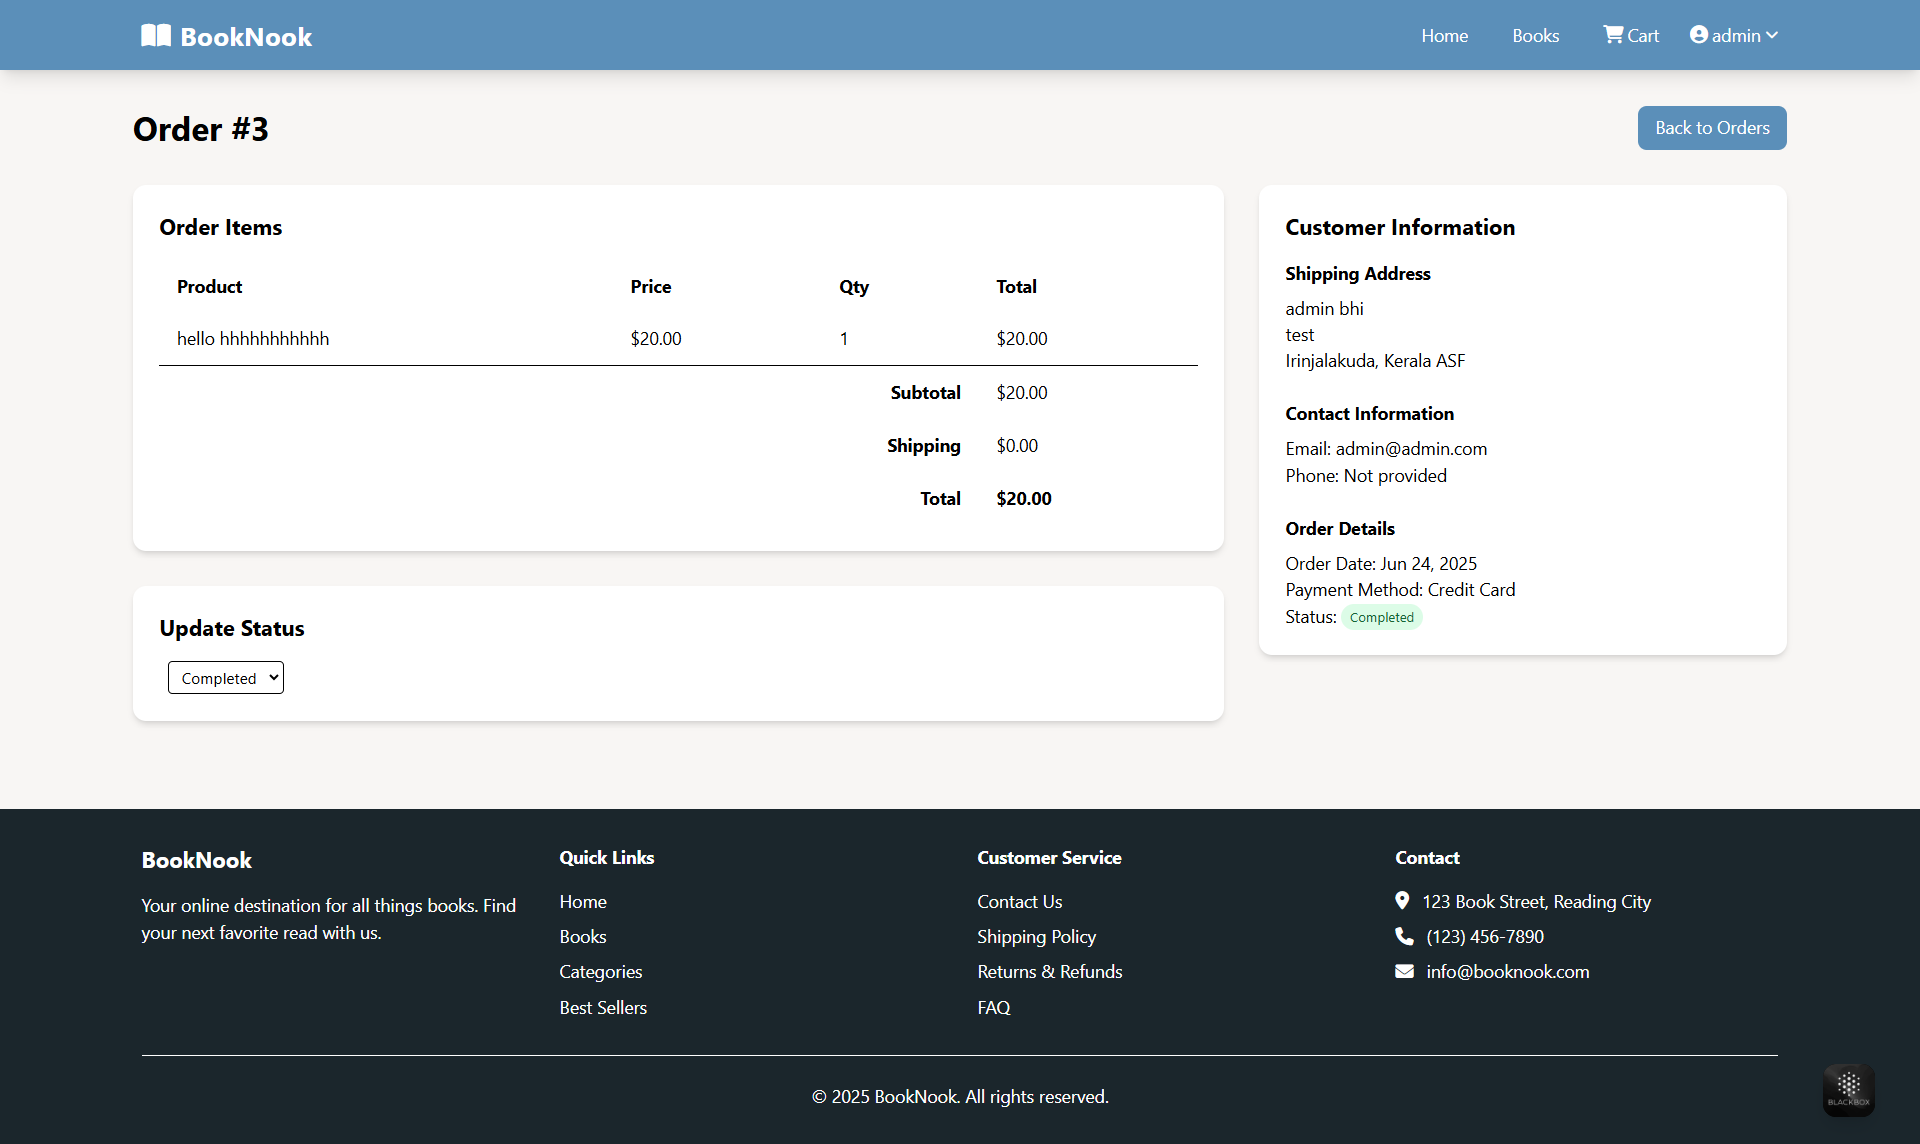 BookNook
Home Books Cart admin
Order #3
Back to Orders
Order Items
Product Price Qty Total
hello hhhhhhhhhhh $20.00 1 $20.00
Subtotal $20.00
Shipping $0.00
Total $20.00
Update Status
Completed
Customer Information
Shipping Address
admin bhi
test
Irinjalakuda, Kerala ASF
Contact Information
Email: admin@admin.com
Phone: Not provided
Order Details
Order Date: Jun 24, 2025
Payment Method: Credit Card
Status: Completed
BookNook
Your online destination for all things books. Find
your next favorite read with us.
Quick Links
Home
Books
Categories
Best Sellers
Customer Service
Contact Us
Shipping Policy
Returns & Refunds
FAQ
Contact
123 Book Street, Reading City
(123) 456-7890
info@booknook.com
© 2025 BookNook. All rights reserved.
BLACKBOX